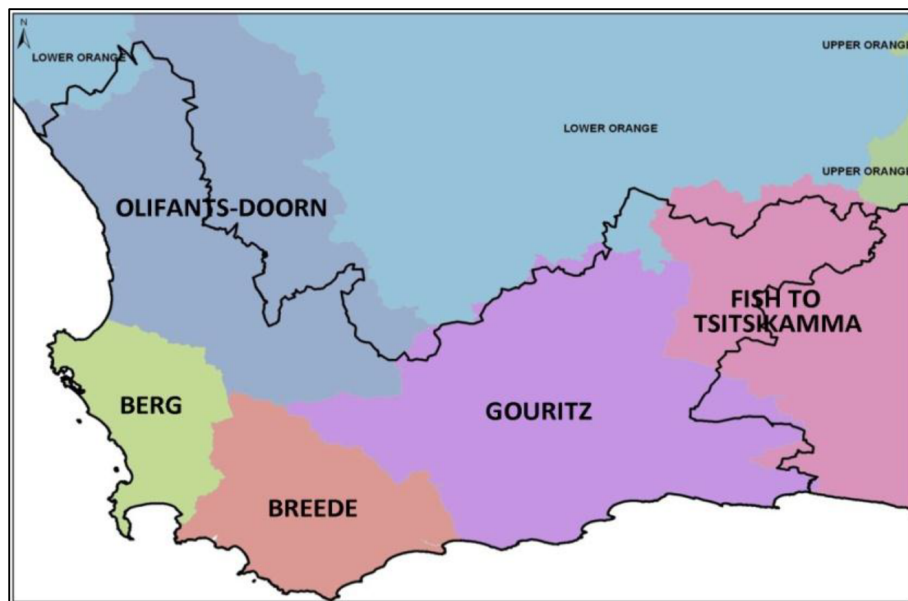 N
LOWER ORANGE
UPPER ORANGE
LOWER ORANGE
UPPER ORANGE
OLIFANTS-DOORN
FISH TO
TSITSIKAMMA
BERG
GOURITZ
BREEDE